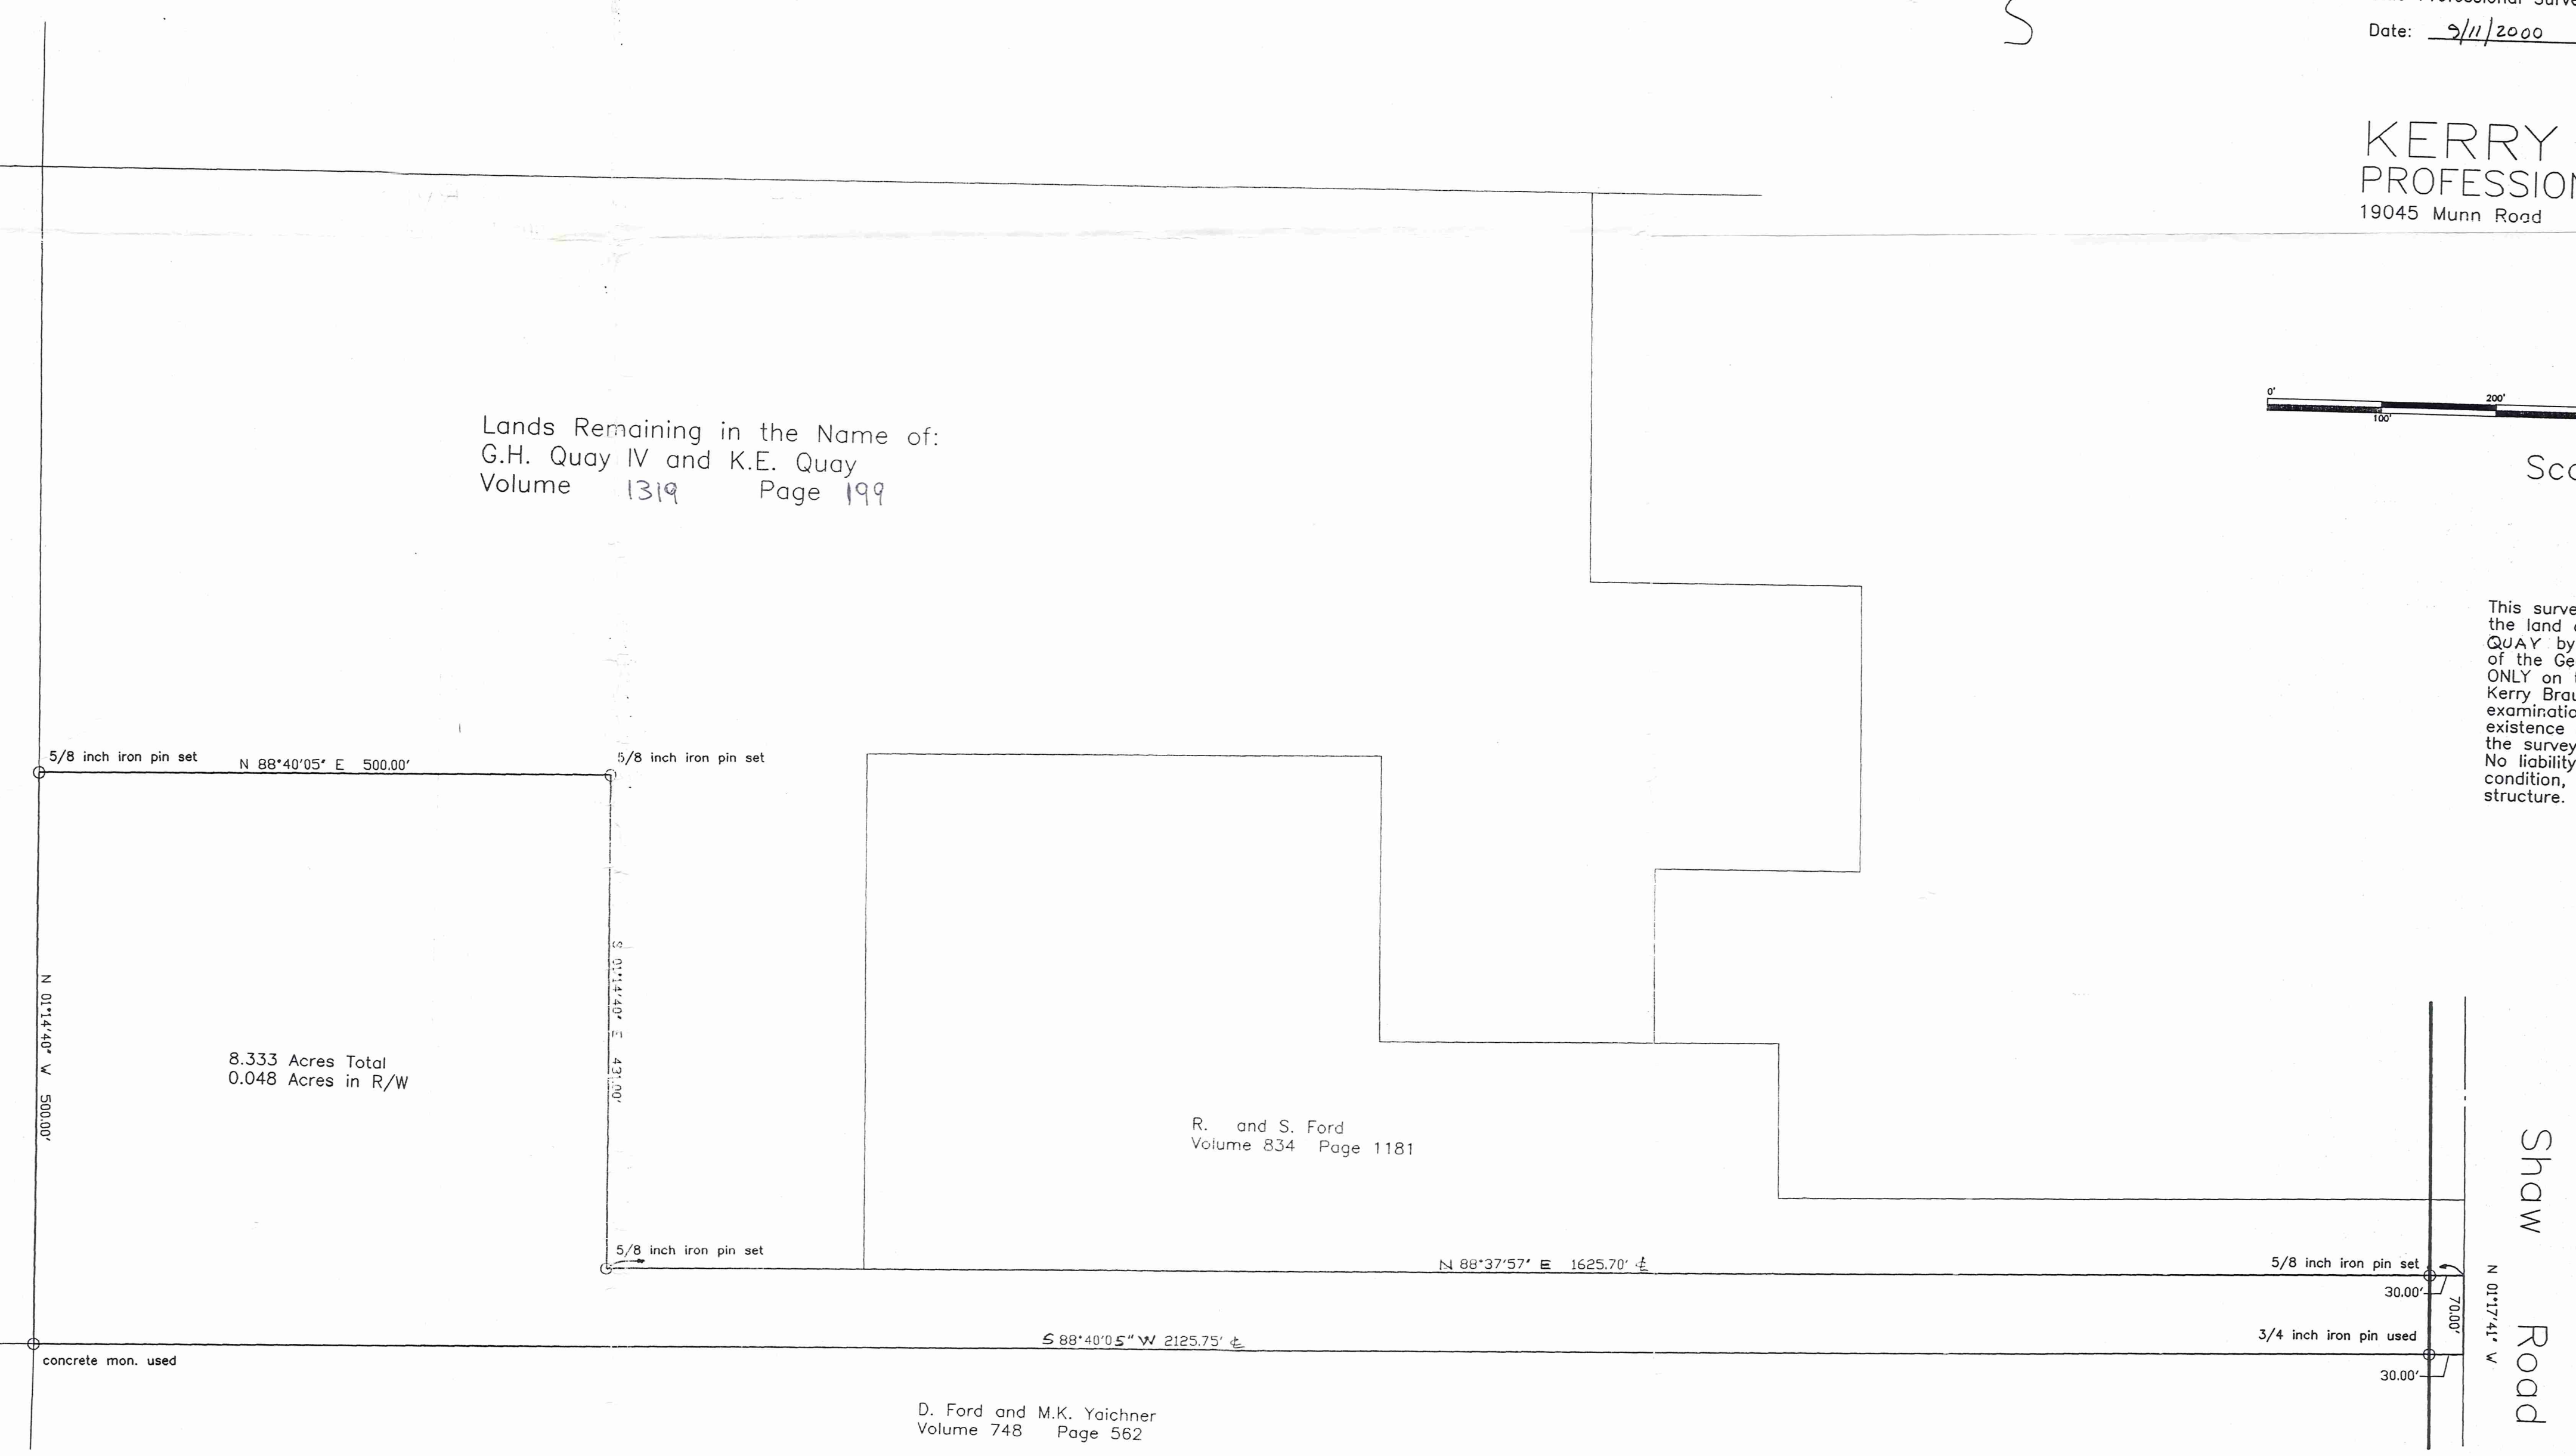 Date: 9/11/2000
KERRY
PROFESSION
19045 Munn Road
0' 200'
100'
Lands Remaining in the Name of:
G.H. Quay IV and K.E. Quay
Volume 1319 Page 199
This surve
the land
QUAY by
of the Ge
ONLY on
Kerry Brau
examinatio
existence
the survey
No liability
condition,
structure.
5/8 inch iron pin set
N 88°40'05" E 500.00'
5/8 inch iron pin set
S 01°14'40" E 431.00'
N 01°14'40" W 500.00'
8.333 Acres Total
0.048 Acres in R/W
R. and S. Ford
Volume 834 Page 1181
Shaw Road
5/8 inch iron pin set
N 88°37'57" E 1625.70' ℄
5/8 inch iron pin set
30.00'
70.00'
N 01°17'41" W
3/4 inch iron pin used
S 88°40'05" W 2125.75' ℄
30.00'
concrete mon. used
D. Ford and M.K. Yaichner
Volume 748 Page 562